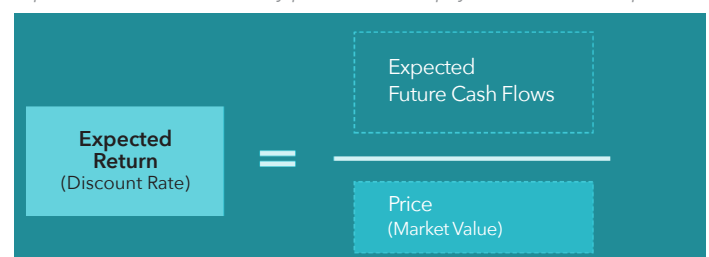 Expected
Future Cash Flows
Expected
Return
(Discount Rate)
=
Price
(Market Value)